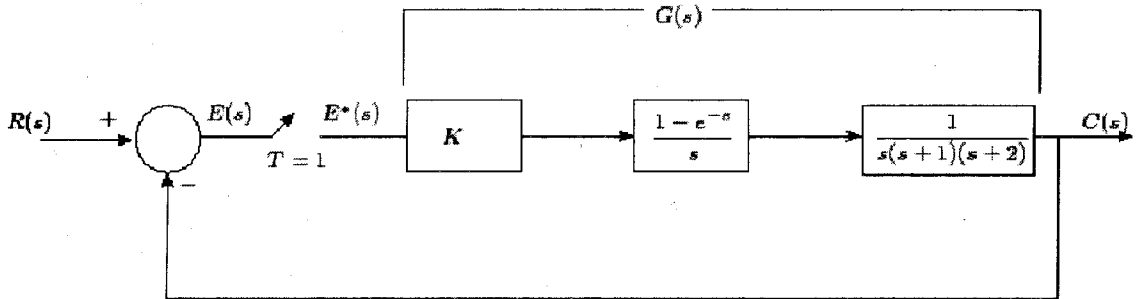 G(s)
R(s)
+
−
E(s)
T = 1
E*(s)
K
1 − e^{−s}
s
1
s(s + 1)(s + 2)
C(s)